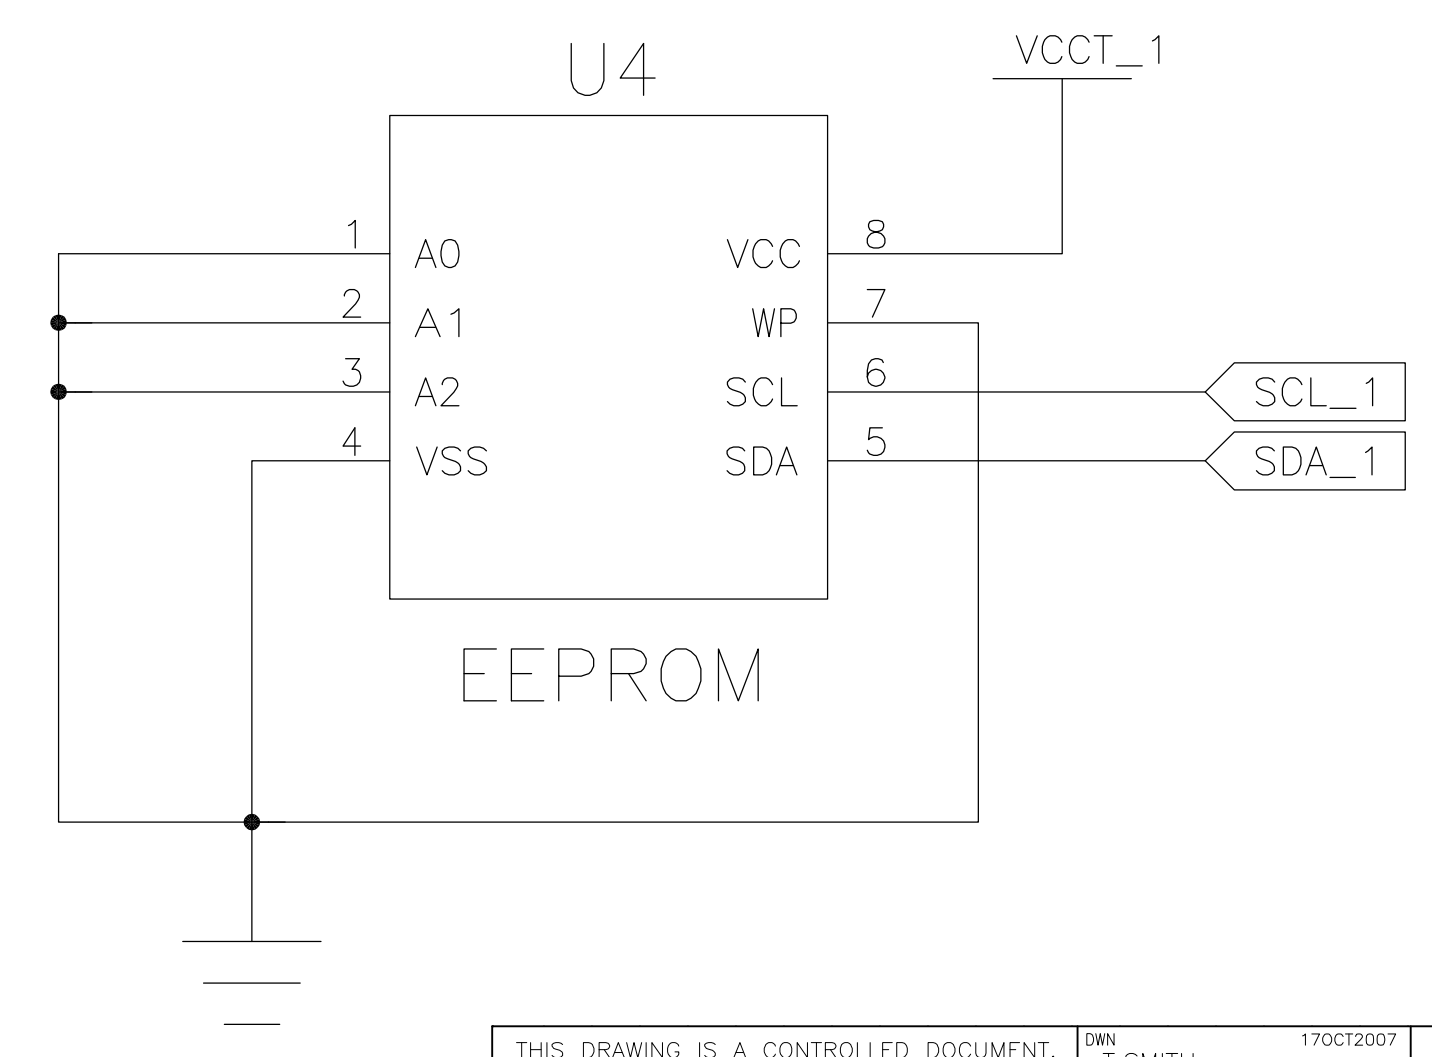 U4
VCCT_1
1 A0 VCC 8
2 A1 WP 7
3 A2 SCL 6 SCL_1
4 VSS SDA 5 SDA_1
EEPROM
THIS DRAWING IS A CONTROLLED DOCUMENT.
DWN 17OCT2007
T SMITH